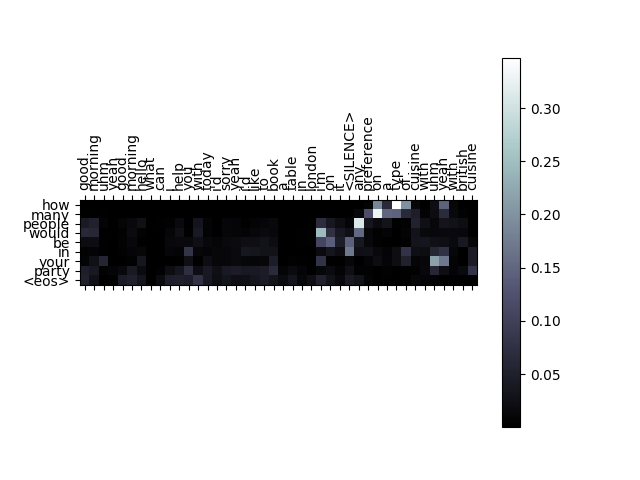 good
morning
uhm
yeah
good
morning
hello
what
can
i
help
you
with
today
i'd
sorry
yeah
i'd
like
to
book
a
table
in
london
i'm
on
it
<SILENCE>
any
preference
on
a
type
of
cuisine
with
uhm
yeah
with
british
cuisine
how
many
people
would
be
in
your
party
<eos>
0.30
0.25
0.20
0.15
0.10
0.05